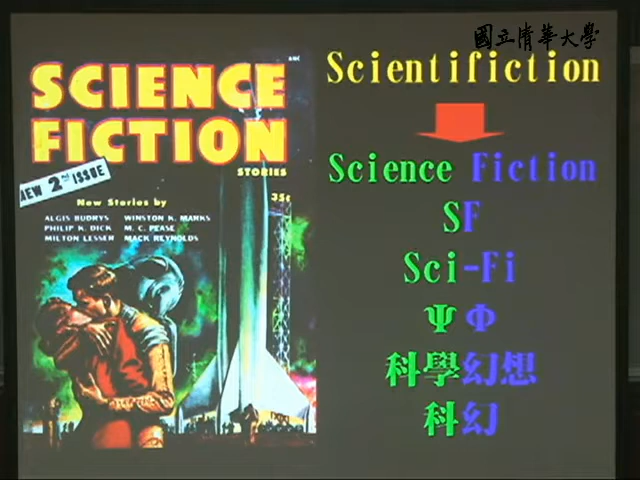 國立清華大學
SCIENCE
FICTION
STORIES
NEW 2nd ISSUE
35¢
New Stories by
ALGIS BUDRYS WINSTON K. MARKS
PHILIP K. DICK M. C. PEASE
MILTON LESSER MACK REYNOLDS
Scientifiction
Science Fiction
SF
Sci-Fi
ΨΦ
科學幻想
科幻